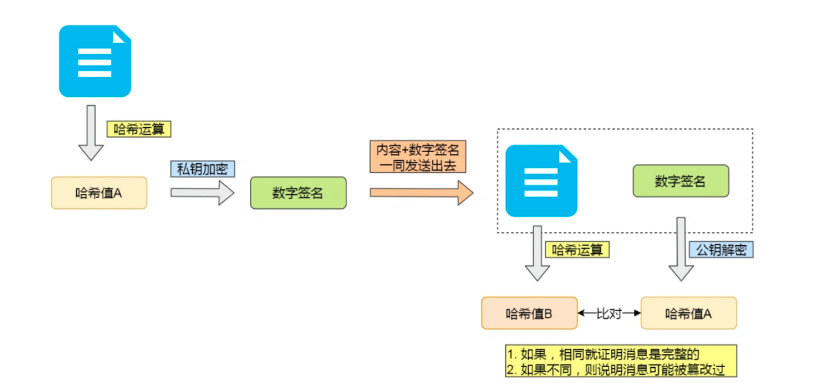 哈希运算
哈希值A
私钥加密
数字签名
内容+数字签名
一同发送出去
数字签名
哈希运算
公钥解密
哈希值B
比对
哈希值A
1. 如果，相同就证明消息是完整的
2. 如果不同，则说明消息可能被篡改过